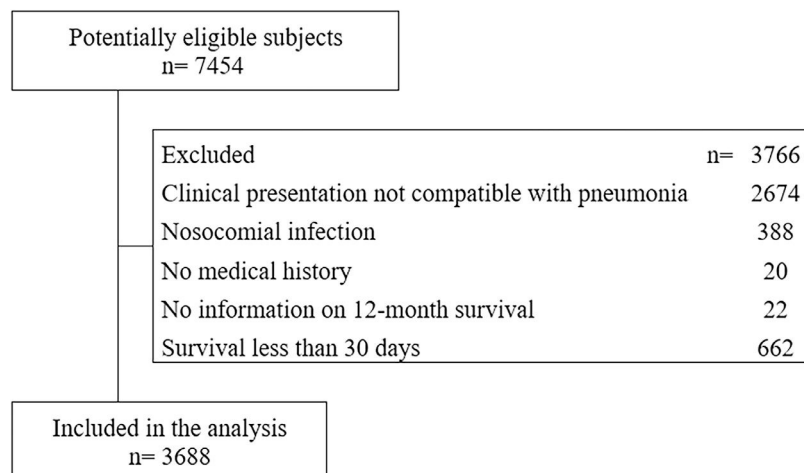 Potentially eligible subjects
n= 7454
Excluded n= 3766
Clinical presentation not compatible with pneumonia 2674
Nosocomial infection 388
No medical history 20
No information on 12-month survival 22
Survival less than 30 days 662
Included in the analysis
n= 3688